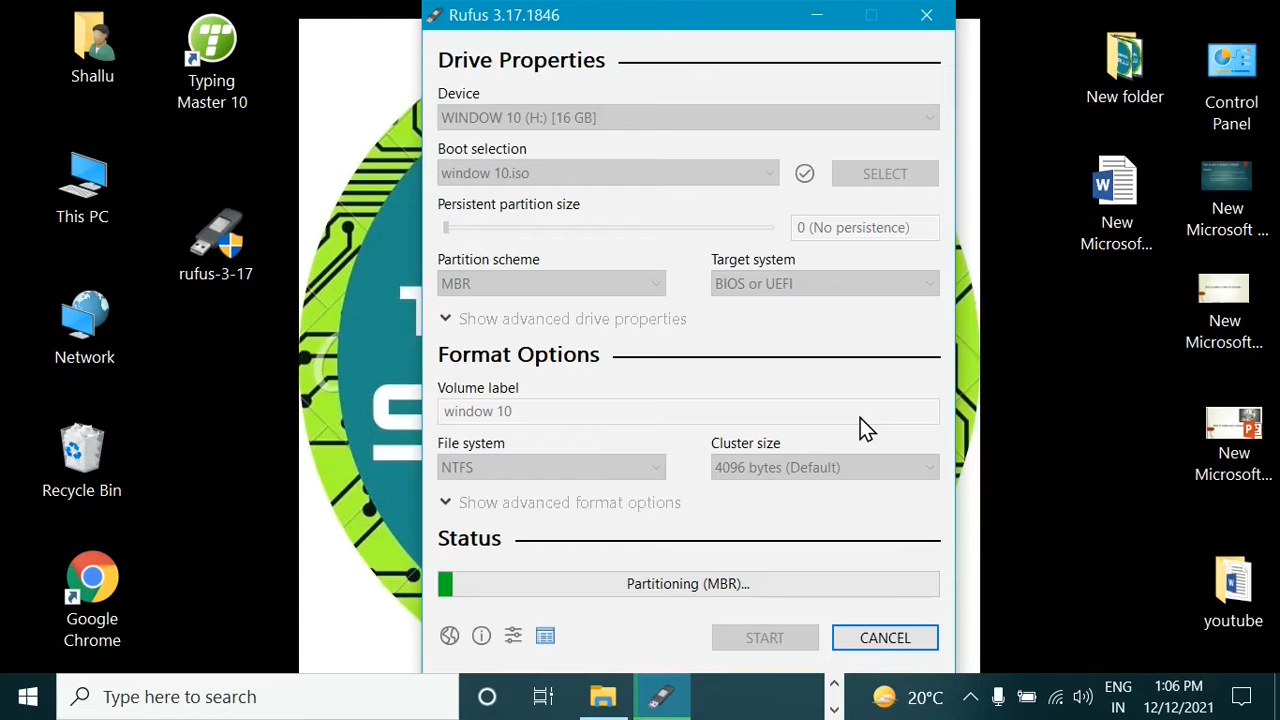 Shallu
Typing
Master 10
This PC
rufus-3-17
Network
Recycle Bin
Google
Chrome
Rufus 3.17.1846
Drive Properties
Device
WINDOW 10 (H:) [16 GB]
Boot selection
window 10.iso
SELECT
Persistent partition size
0 (No persistence)
Partition scheme
Target system
MBR
BIOS or UEFI
Show advanced drive properties
Format Options
Volume label
window 10
File system
Cluster size
NTFS
4096 bytes (Default)
Show advanced format options
Status
Partitioning (MBR)...
START
CANCEL
New folder
Control
Panel
New
Microsof...
New
Microsoft ...
New
Microsoft...
New
Microsoft...
youtube
Type here to search
20°C
ENG
IN
1:06 PM
12/12/2021